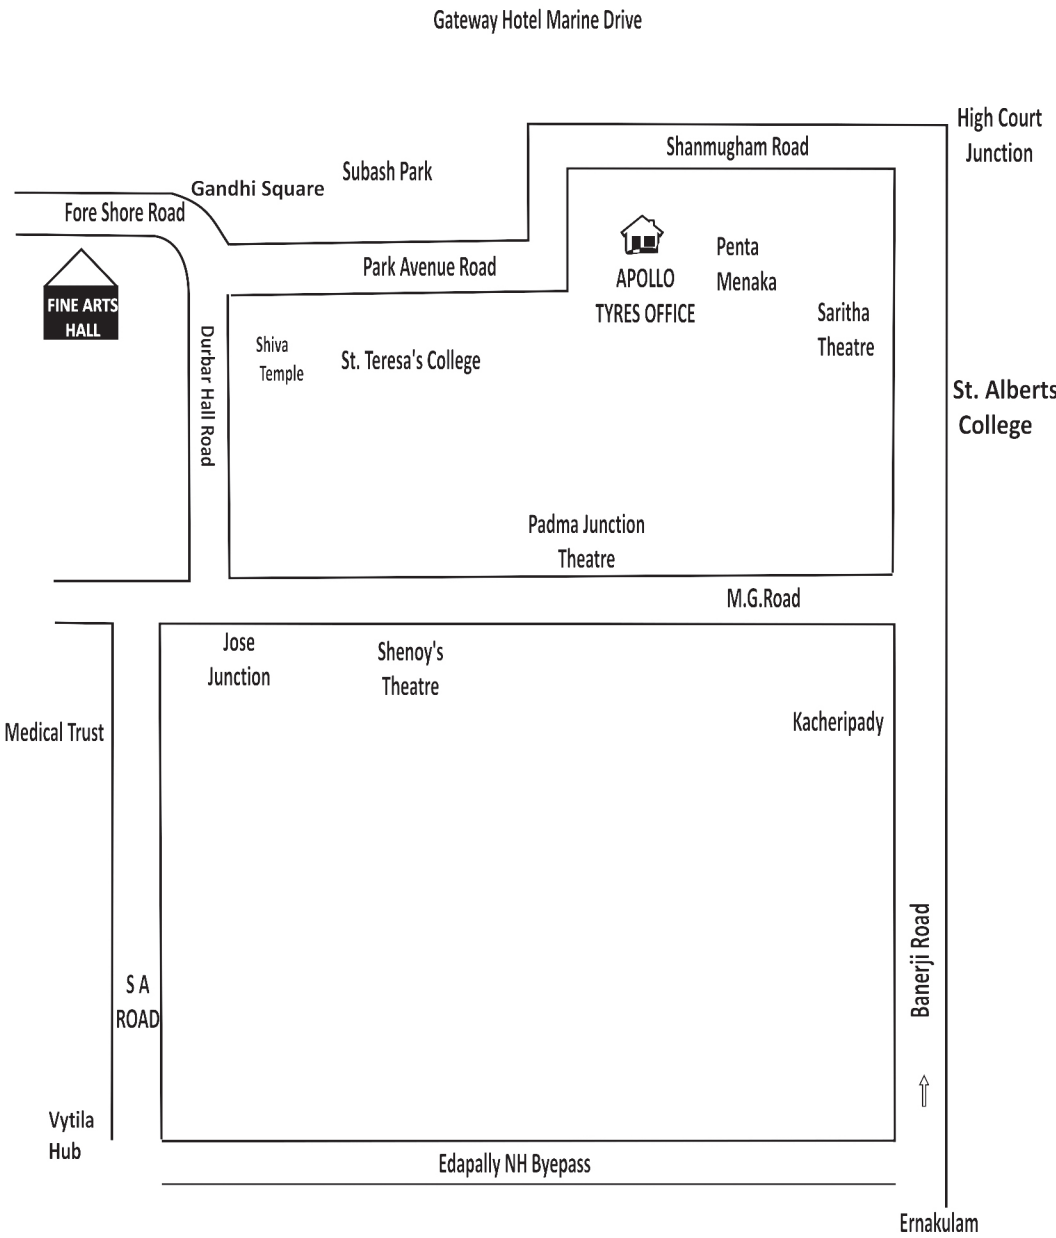 Gateway Hotel Marine Drive
High Court
Junction
Shanmugham Road
Subash Park
Gandhi Square
Fore Shore Road
Park Avenue Road
FINE ARTS
HALL
APOLLO
TYRES OFFICE
Penta
Menaka
Saritha
Theatre
Durbar Hall Road
Shiva
Temple
St. Teresa's College
St. Alberts
College
Padma Junction
Theatre
M.G.Road
Jose
Junction
Shenoy's
Theatre
Medical Trust
Kacheripady
S A
ROAD
Banerji Road
Vytila
Hub
Edapally NH Byepass
Ernakulam